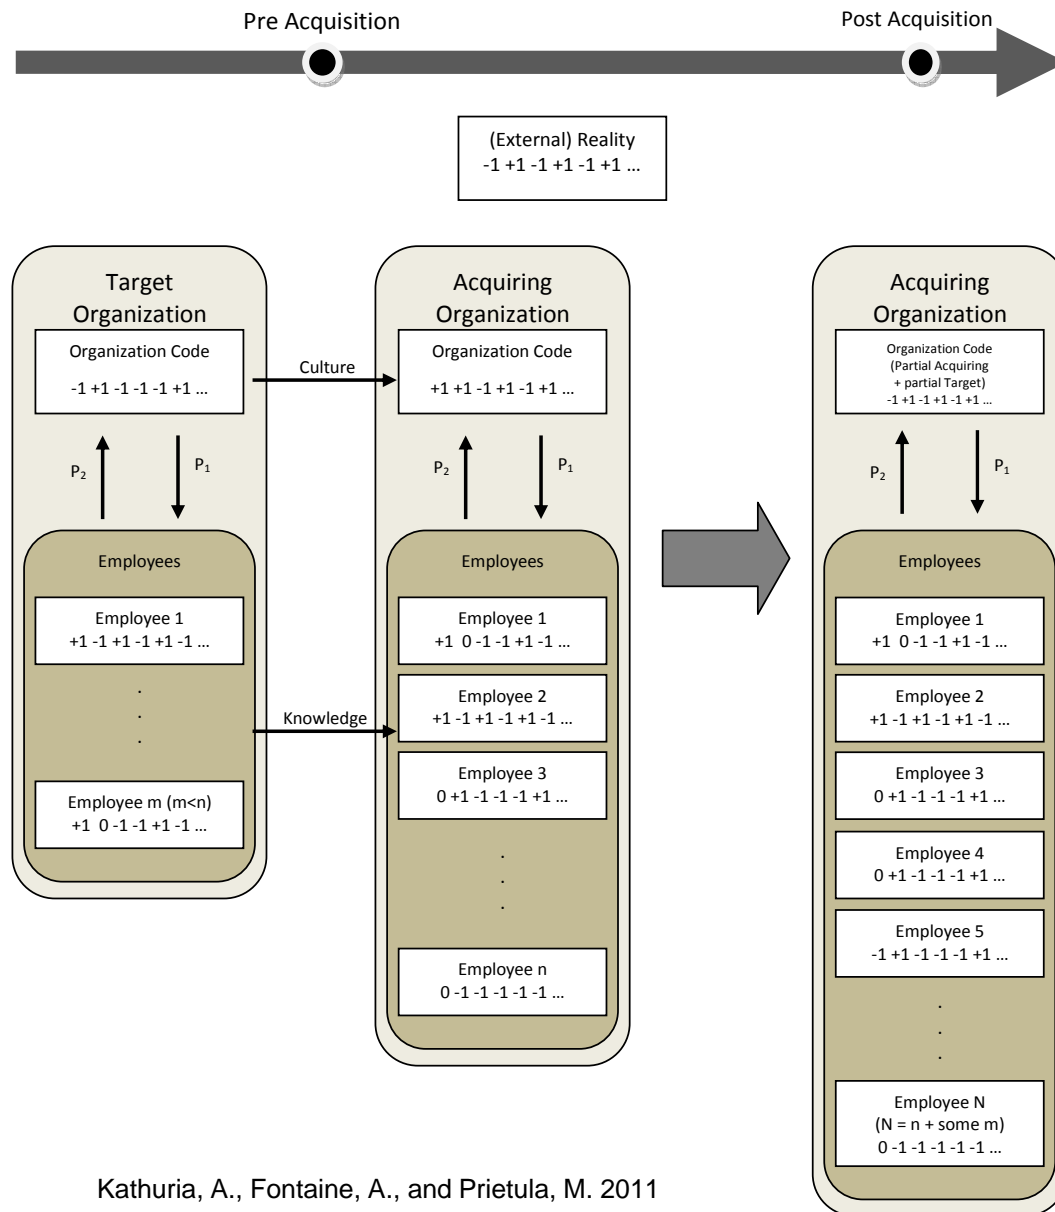 Pre Acquisition
Post Acquisition
(External) Reality
-1 +1 -1 +1 -1 +1 ...
Target
Organization
Organization Code
-1 +1 -1 -1 -1 +1 ...
P2
P1
Employees
Employee 1
+1 -1 +1 -1 +1 -1 ...
.
.
.
Employee m (m<n)
+1 0 -1 -1 +1 -1 ...
Culture
Knowledge
Acquiring
Organization
Organization Code
+1 +1 -1 +1 -1 +1 ...
P2
P1
Employees
Employee 1
+1 0 -1 -1 +1 -1 ...
Employee 2
+1 -1 +1 -1 +1 -1 ...
Employee 3
0 +1 -1 -1 -1 +1 ...
.
.
.
Employee n
0 -1 -1 -1 -1 -1 ...
Acquiring
Organization
Organization Code
(Partial Acquiring
+ partial Target)
-1 +1 -1 +1 -1 +1 ...
P2
P1
Employees
Employee 1
+1 0 -1 -1 +1 -1 ...
Employee 2
+1 -1 +1 -1 +1 -1 ...
Employee 3
0 +1 -1 -1 -1 +1 ...
Employee 4
0 +1 -1 -1 -1 +1 ...
Employee 5
-1 +1 -1 -1 -1 +1 ...
.
.
.
Employee N
(N = n + some m)
0 -1 -1 -1 -1 -1 ...
Kathuria, A., Fontaine, A., and Prietula, M. 2011